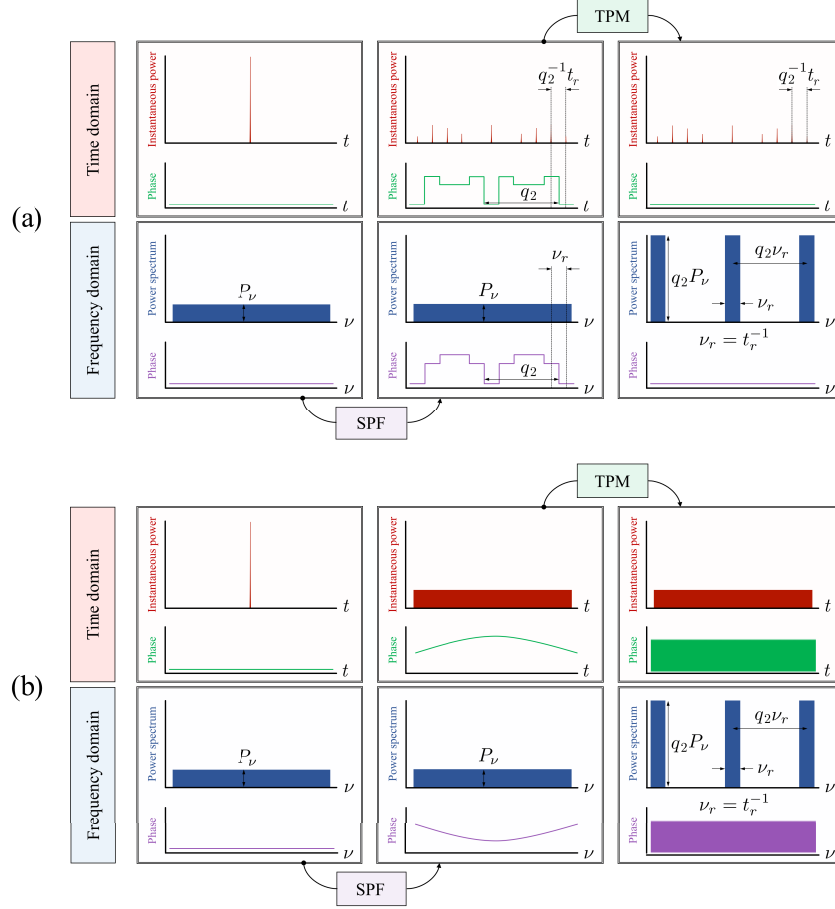 TPM
(a)
Time domain
Instantaneous power
t
Phase
t
Instantaneous power
q₂⁻¹tᵣ
t
Phase
q₂
t
Instantaneous power
q₂⁻¹tᵣ
t
Phase
t
Frequency domain
Power spectrum
Pν
ν
Phase
ν
Power spectrum
Pν
νᵣ
ν
Phase
q₂
ν
Power spectrum
q₂Pν
q₂νᵣ
νᵣ
ν
νᵣ = tᵣ⁻¹
Phase
ν
SPF
TPM
(b)
Time domain
Instantaneous power
t
Phase
t
Instantaneous power
t
Phase
t
Instantaneous power
t
Phase
t
Frequency domain
Power spectrum
Pν
ν
Phase
ν
Power spectrum
Pν
ν
Phase
ν
Power spectrum
q₂Pν
q₂νᵣ
νᵣ
ν
νᵣ = tᵣ⁻¹
Phase
ν
SPF